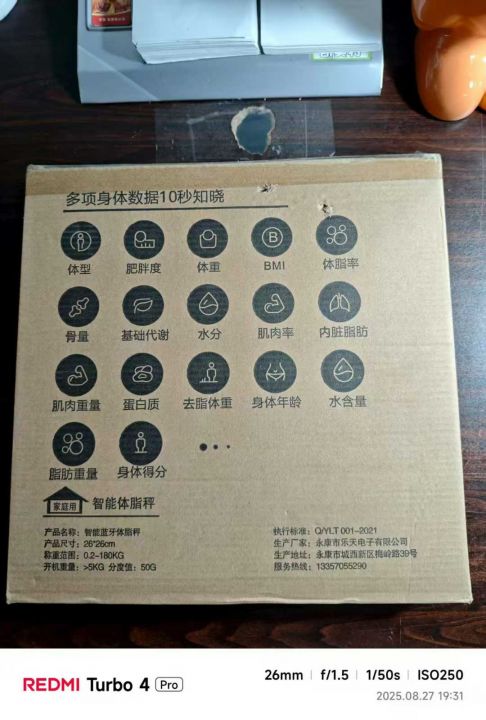 多项身体数据10秒知晓
体型 肥胖度 体重 BMI 体脂率
骨量 基础代谢 水分 肌肉率 内脏脂肪
肌肉重量 蛋白质 去脂体重 身体年龄 水含量
脂肪重量 身体得分
家庭用 智能体脂秤
产品名称：智能蓝牙体脂秤
产品尺寸：26*26cm
称重范围：0.2-180KG
开机重量：>5KG 分度值：50G
执行标准：Q/YLT 001-2021
生产厂家：永康市乐天电子有限公司
生产地址：永康市城西新区梅岭路39号
服务热线：13357055290
REDMI Turbo 4 Pro
26mm f/1.5 1/50s ISO250
2025.08.27 19:31